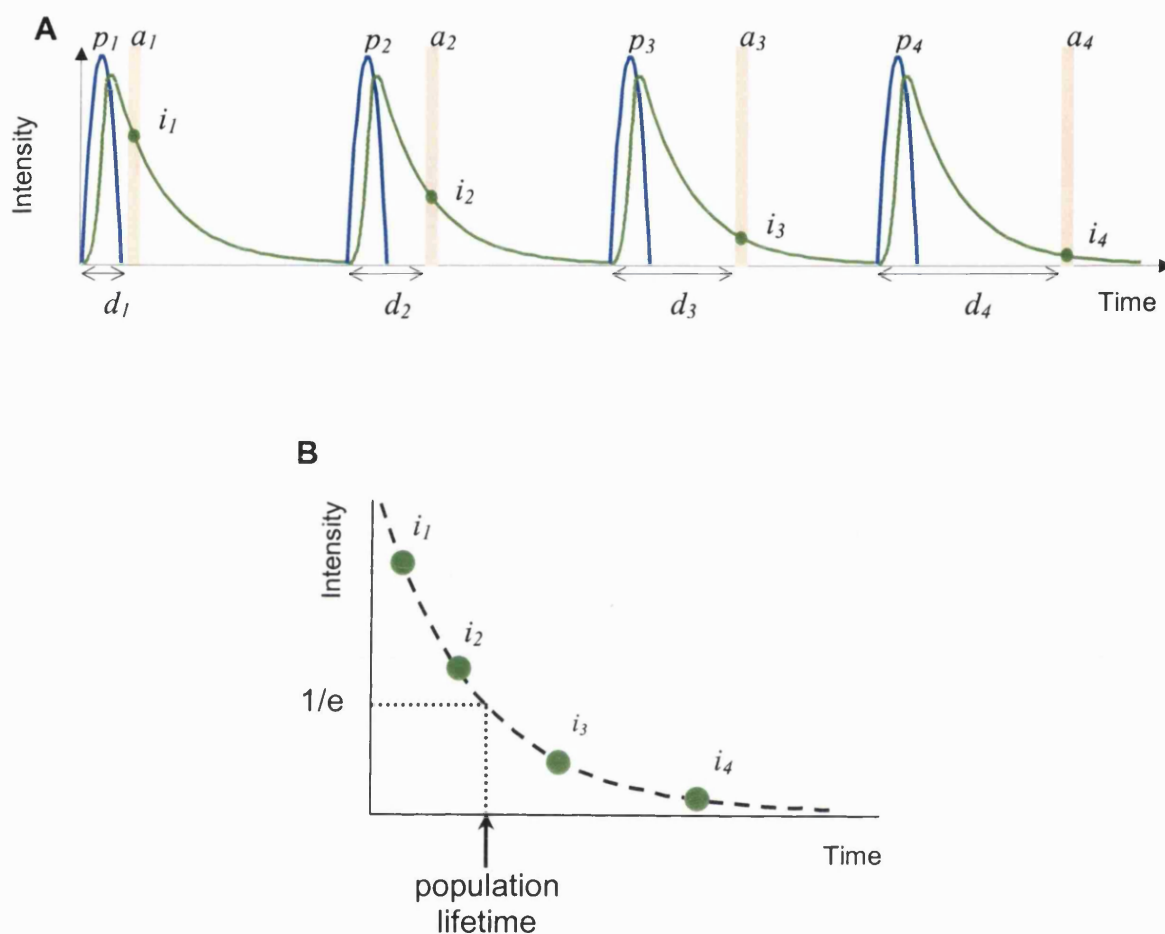 A
p1 a1 p2 a2 p3 a3 p4 a4
i1
i2
i3
i4
Intensity
d1 d2 d3 d4
Time
B
Intensity
i1
i2
1/e
i3
i4
Time
population
lifetime